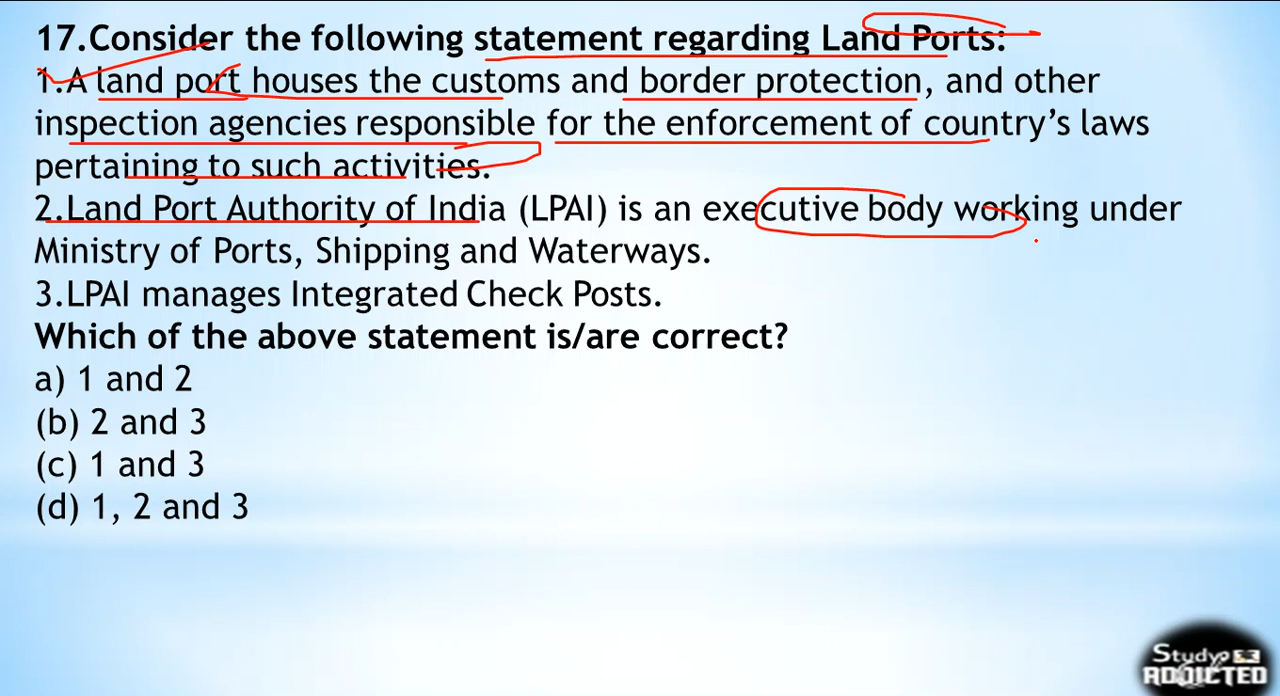 17.Consider the following statement regarding Land Ports:
1.A land port houses the customs and border protection, and other
inspection agencies responsible for the enforcement of country’s laws
pertaining to such activities.
2.Land Port Authority of India (LPAI) is an executive body working under
Ministry of Ports, Shipping and Waterways.
3.LPAI manages Integrated Check Posts.
Which of the above statement is/are correct?
a) 1 and 2
(b) 2 and 3
(c) 1 and 3
(d) 1, 2 and 3
Study
ADDICTED